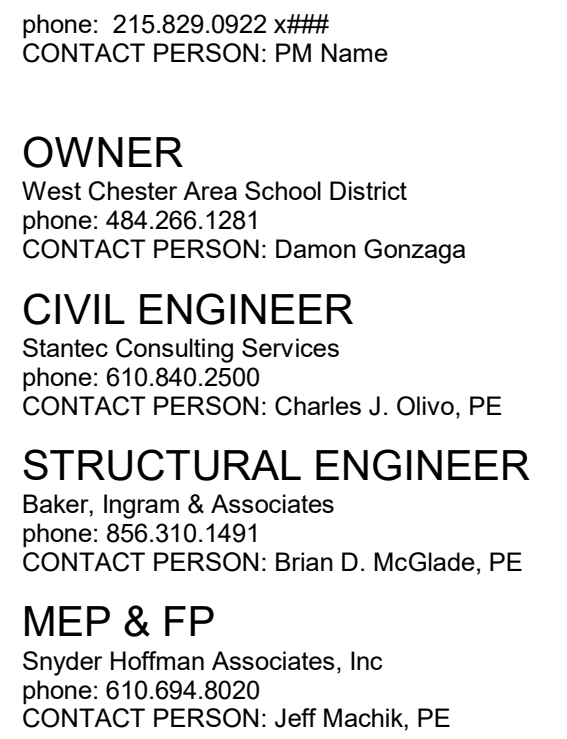 phone:  215.829.0922 x###
CONTACT PERSON: PM Name
OWNER
West Chester Area School District
phone: 484.266.1281
CONTACT PERSON: Damon Gonzaga
CIVIL ENGINEER
Stantec Consulting Services
phone: 610.840.2500
CONTACT PERSON: Charles J. Olivo, PE
STRUCTURAL ENGINEER
Baker, Ingram & Associates
phone: 856.310.1491
CONTACT PERSON: Brian D. McGlade, PE
MEP & FP
Snyder Hoffman Associates, Inc
phone: 610.694.8020
CONTACT PERSON: Jeff Machik, PE